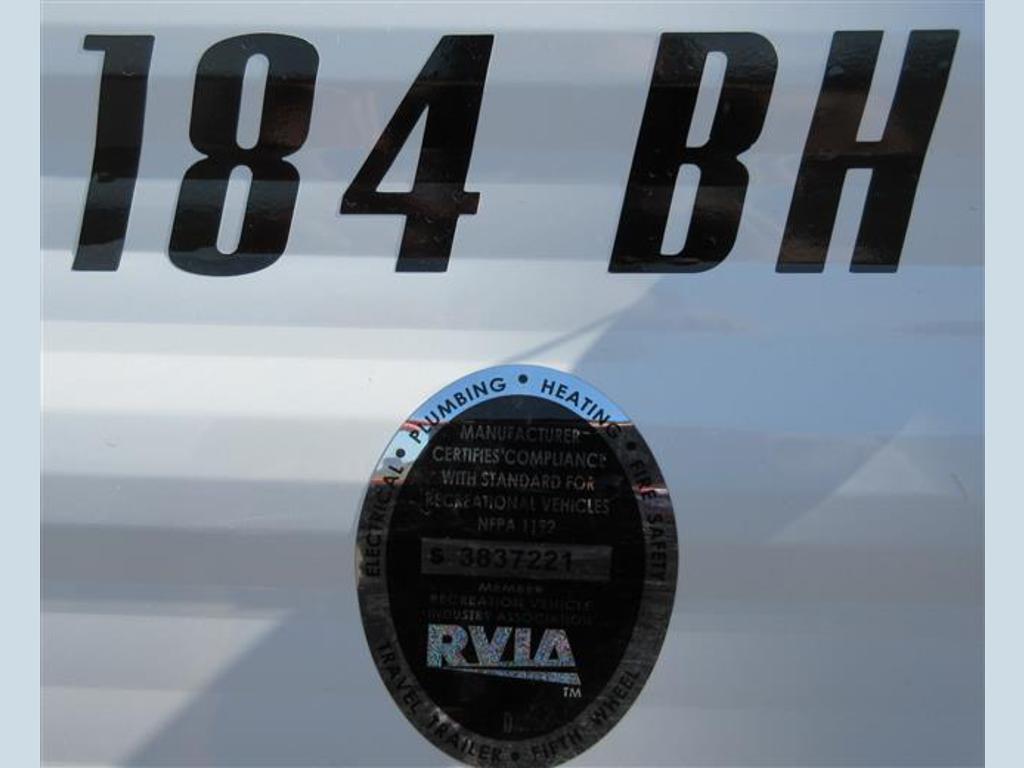 184 BH
ELECTRICAL • PLUMBING • HEATING • FIRE SAFETY
MANUFACTURER
CERTIFIES COMPLIANCE
WITH STANDARD FOR
RECREATIONAL VEHICLES
NFPA 1192
S 3837221
MEMBER
RECREATION VEHICLE
INDUSTRY ASSOCIATION
RVIA
TM
TRAVEL TRAILER • FIFTH WHEEL